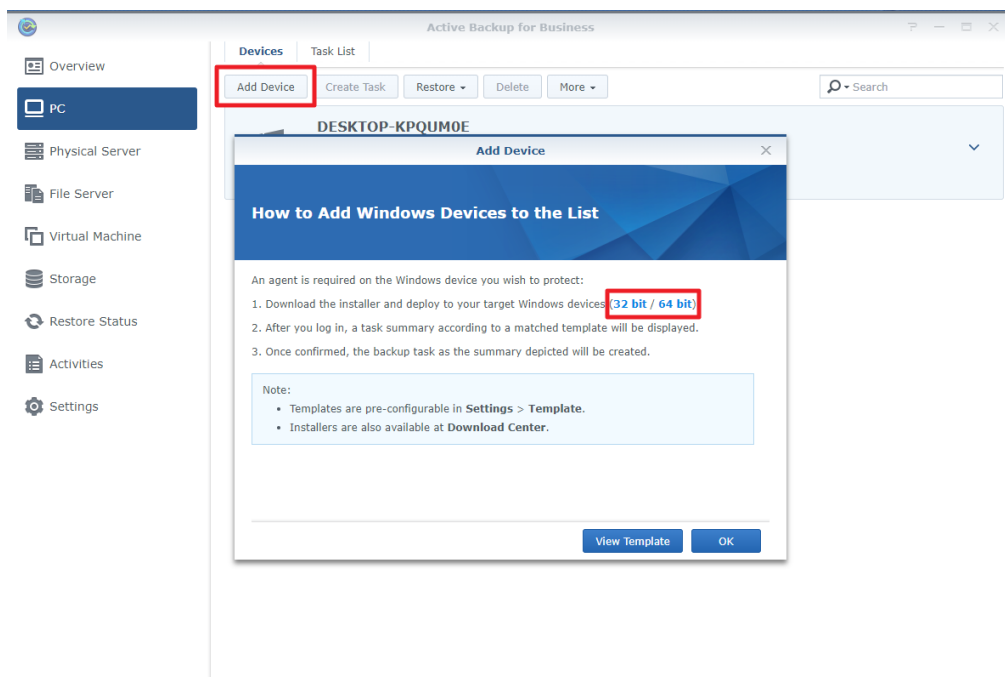 Active Backup for Business
Overview
PC
Physical Server
File Server
Virtual Machine
Storage
Restore Status
Activities
Settings
Devices Task List
Add Device Create Task Restore Delete More Search
DESKTOP-KPQUM0E
Add Device
How to Add Windows Devices to the List
An agent is required on the Windows device you wish to protect:
1. Download the installer and deploy to your target Windows devices (32 bit / 64 bit)
2. After you log in, a task summary according to a matched template will be displayed.
3. Once confirmed, the backup task as the summary depicted will be created.
Note:
• Templates are pre-configurable in Settings > Template.
• Installers are also available at Download Center.
View Template OK